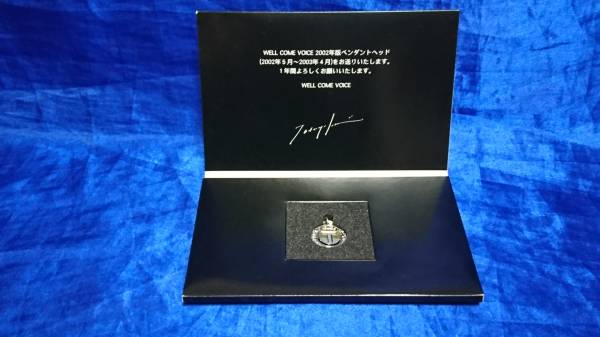 WELL COME VOICE 2002年版ペンダントヘッド
(2002年5月～2003年4月)をお送りいたします。
1年間よろしくお願いいたします。
WELL COME VOICE